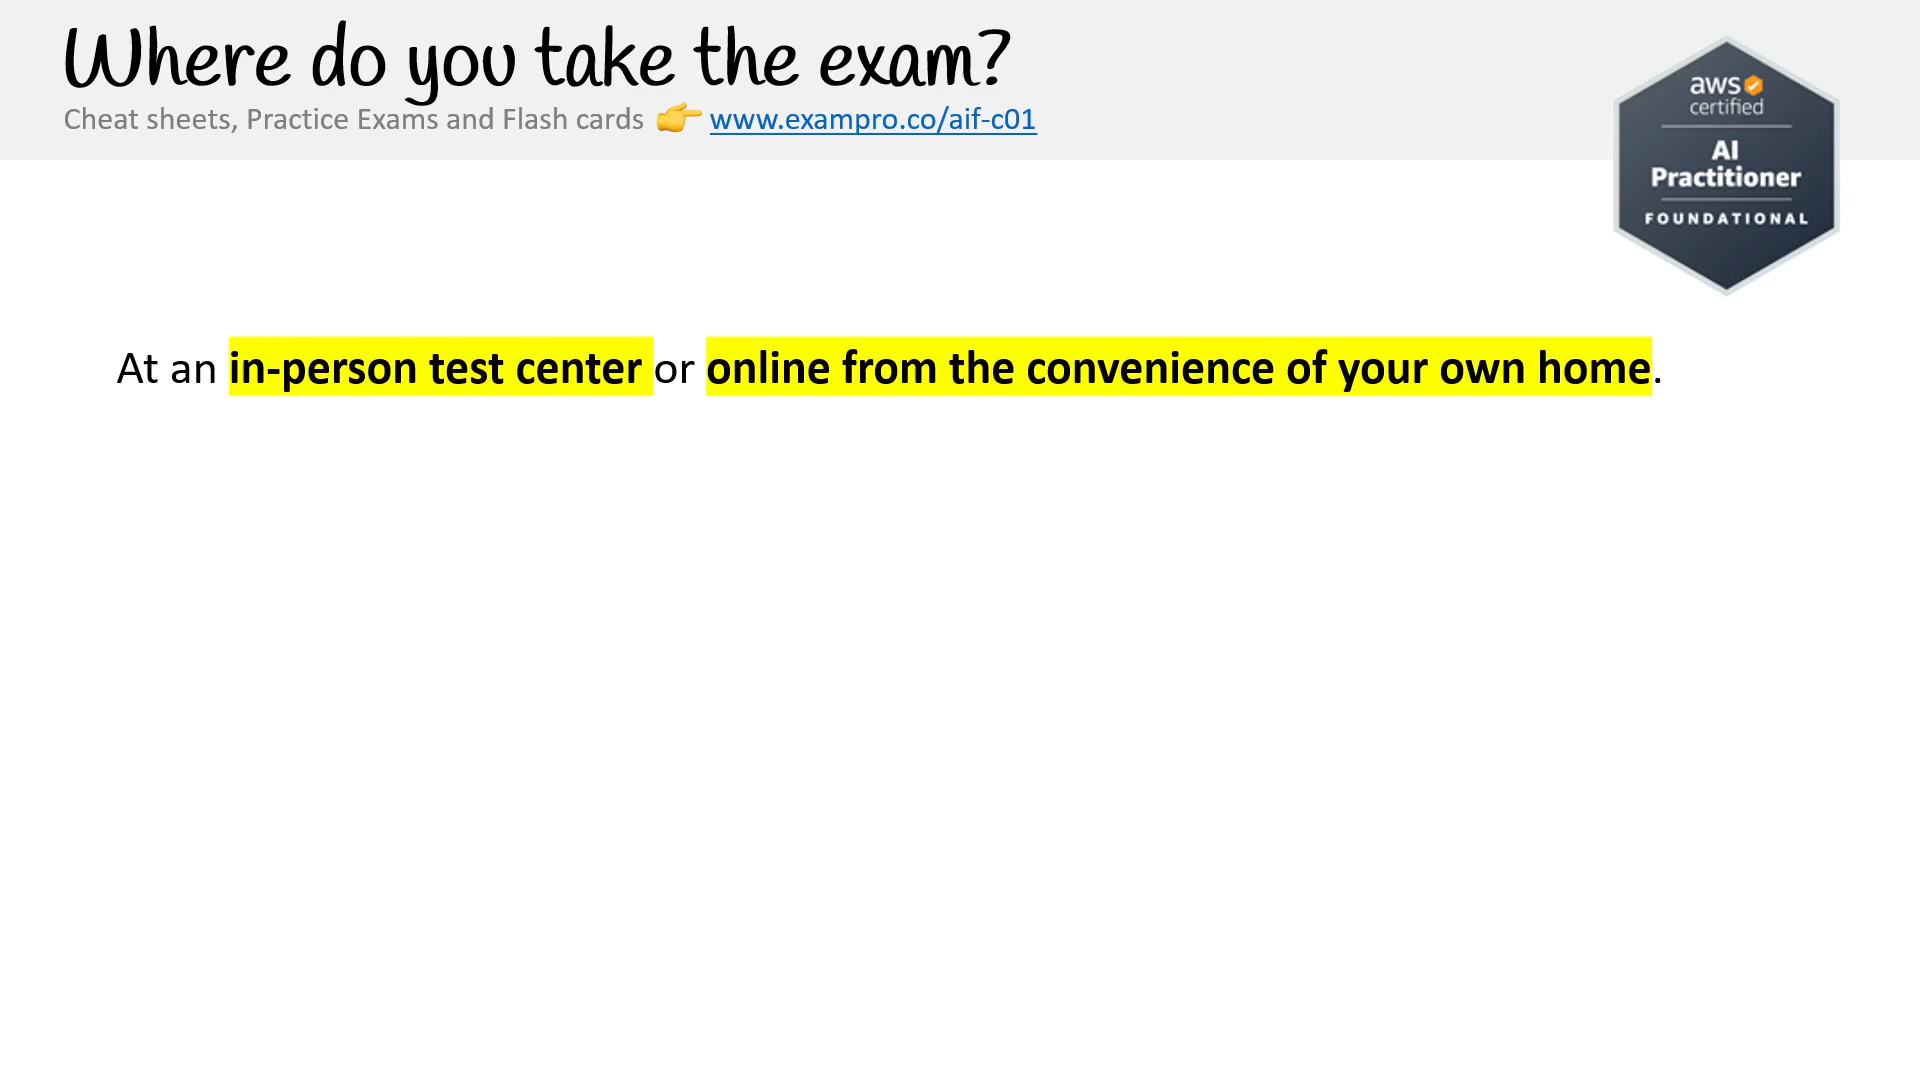 Where do you take the exam?
Cheat sheets, Practice Exams and Flash cards 👉 www.exampro.co/aif-c01
aws
certified
AI
Practitioner
FOUNDATIONAL
At an in-person test center or online from the convenience of your own home.